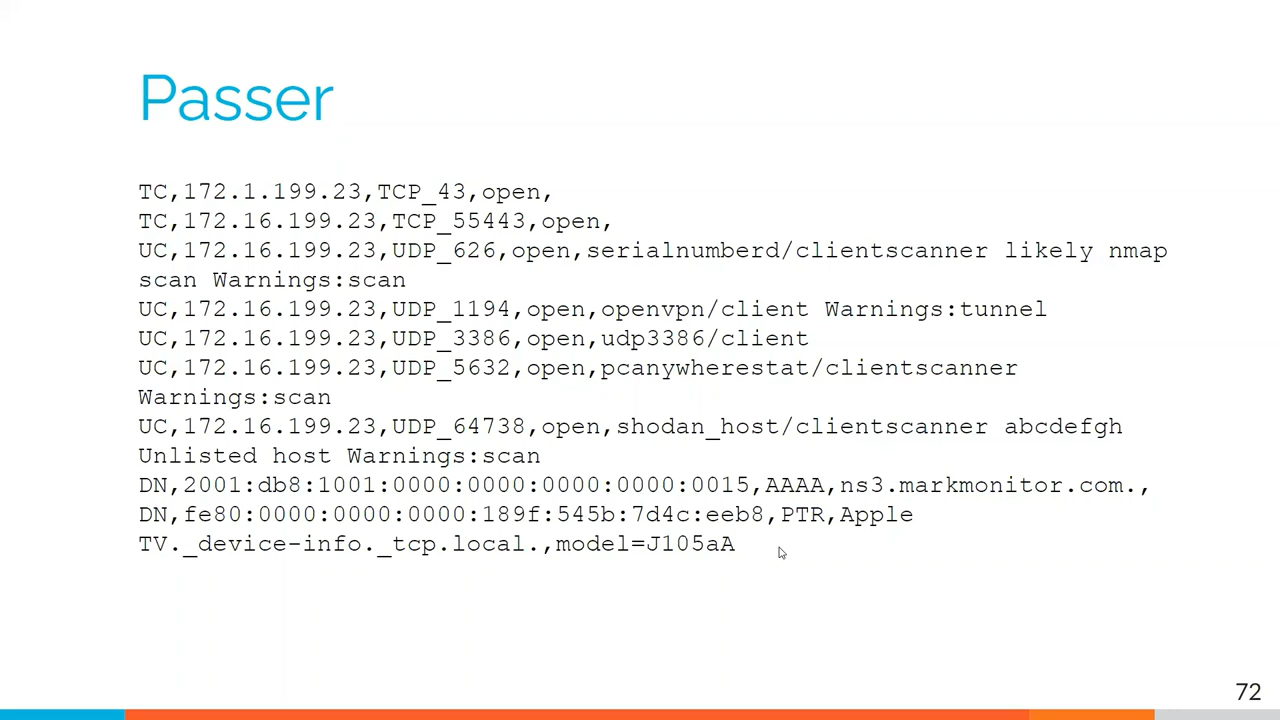 Passer
TC,172.1.199.23,TCP_43,open,
TC,172.16.199.23,TCP_55443,open,
UC,172.16.199.23,UDP_626,open,serialnumberd/clientscanner likely nmap
scan Warnings:scan
UC,172.16.199.23,UDP_1194,open,openvpn/client Warnings:tunnel
UC,172.16.199.23,UDP_3386,open,udp3386/client
UC,172.16.199.23,UDP_5632,open,pcanywherestat/clientscanner
Warnings:scan
UC,172.16.199.23,UDP_64738,open,shodan_host/clientscanner abcdefgh
Unlisted host Warnings:scan
DN,2001:db8:1001:0000:0000:0000:0000:0015,AAAA,ns3.markmonitor.com.,
DN,fe80:0000:0000:0000:189f:545b:7d4c:eeb8,PTR,Apple
TV._device-info._tcp.local.,model=J105aA
72